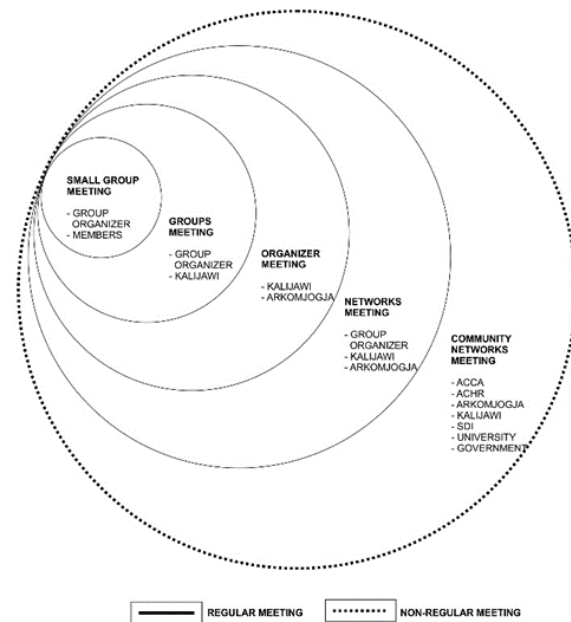 SMALL GROUP
MEETING
- GROUP
ORGANIZER
- MEMBERS
GROUPS
MEETING
- GROUP
ORGANIZER
- KALIJAWI
ORGANIZER
MEETING
- KALIJAWI
- ARKOMJOGJA
NETWORKS
MEETING
- GROUP
ORGANIZER
- KALIJAWI
- ARKOMJOGJA
COMMUNITY
NETWORKS
MEETING
- ACCA
- ACHR
- ARKOMJOGJA
- KALIJAWI
- SDI
- UNIVERSITY
- GOVERNMENT
REGULAR MEETING
NON-REGULAR MEETING